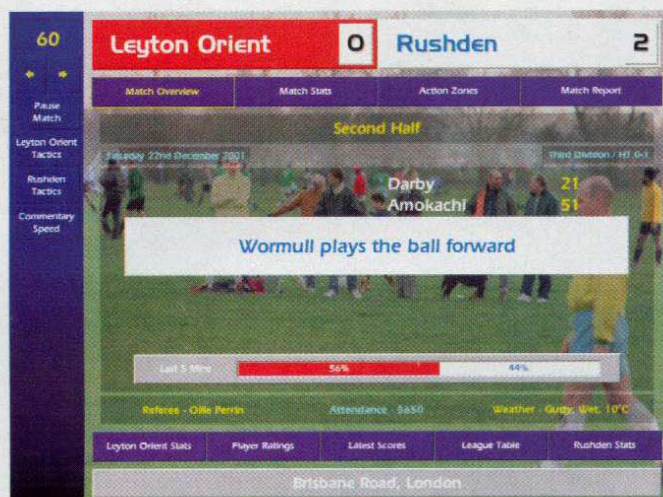 60
Leyton Orient 0 Rushden 2
Match Overview Match Stats Action Zones Match Report
Pause
Match
Leyton Orient
Tactics
Rushden
Tactics
Commentary
Speed
Second Half
Saturday 22nd December 2001 Third Division / HT 0-1
Darby 21
Amokachi 51
Wormull plays the ball forward
Last 5 Mins 56% 44%
Referee - Ollie Perrin Attendance - 5650 Weather - Gusty, Wet, 10°C
Leyton Orient Stats Player Ratings Latest Scores League Table Rushden Stats
Brisbane Road, London